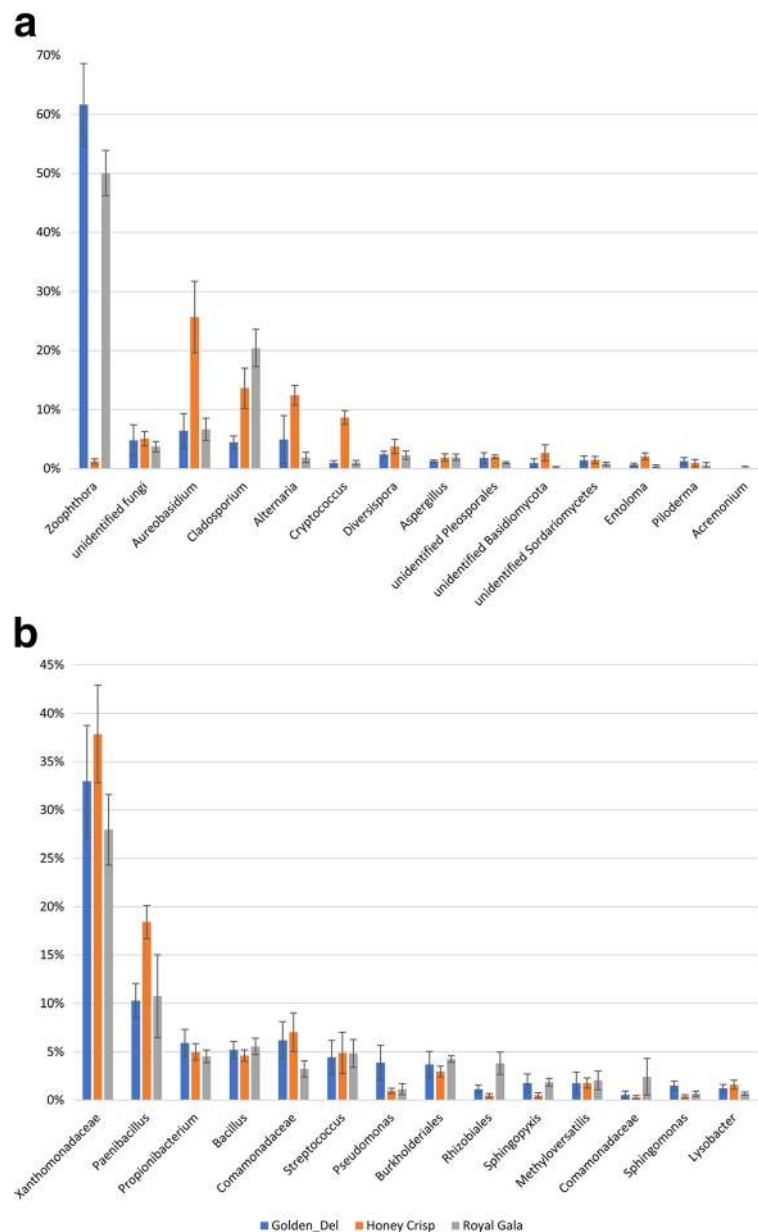 a
70%
60%
50%
40%
30%
20%
10%
0%
Zoophthora
unidentified fungi
Aureobasidium
Cladosporium
Alternaria
Cryptococcus
Diversispora
Aspergillus
unidentified Pleosporales
unidentified Basidiomycota
unidentified Sordariomycetes
Entoloma
Piloderma
Acremonium
b
45%
40%
35%
30%
25%
20%
15%
10%
5%
0%
Xanthomonadaceae
Paenibacillus
Propionibacterium
Bacillus
Comamonadaceae
Streptococcus
Pseudomonas
Burkholderiales
Rhizobiales
Sphingopyxis
Methyloversatilis
Comamonadaceae
Sphingomonas
Lysobacter
Golden_Del Honey Crisp Royal Gala